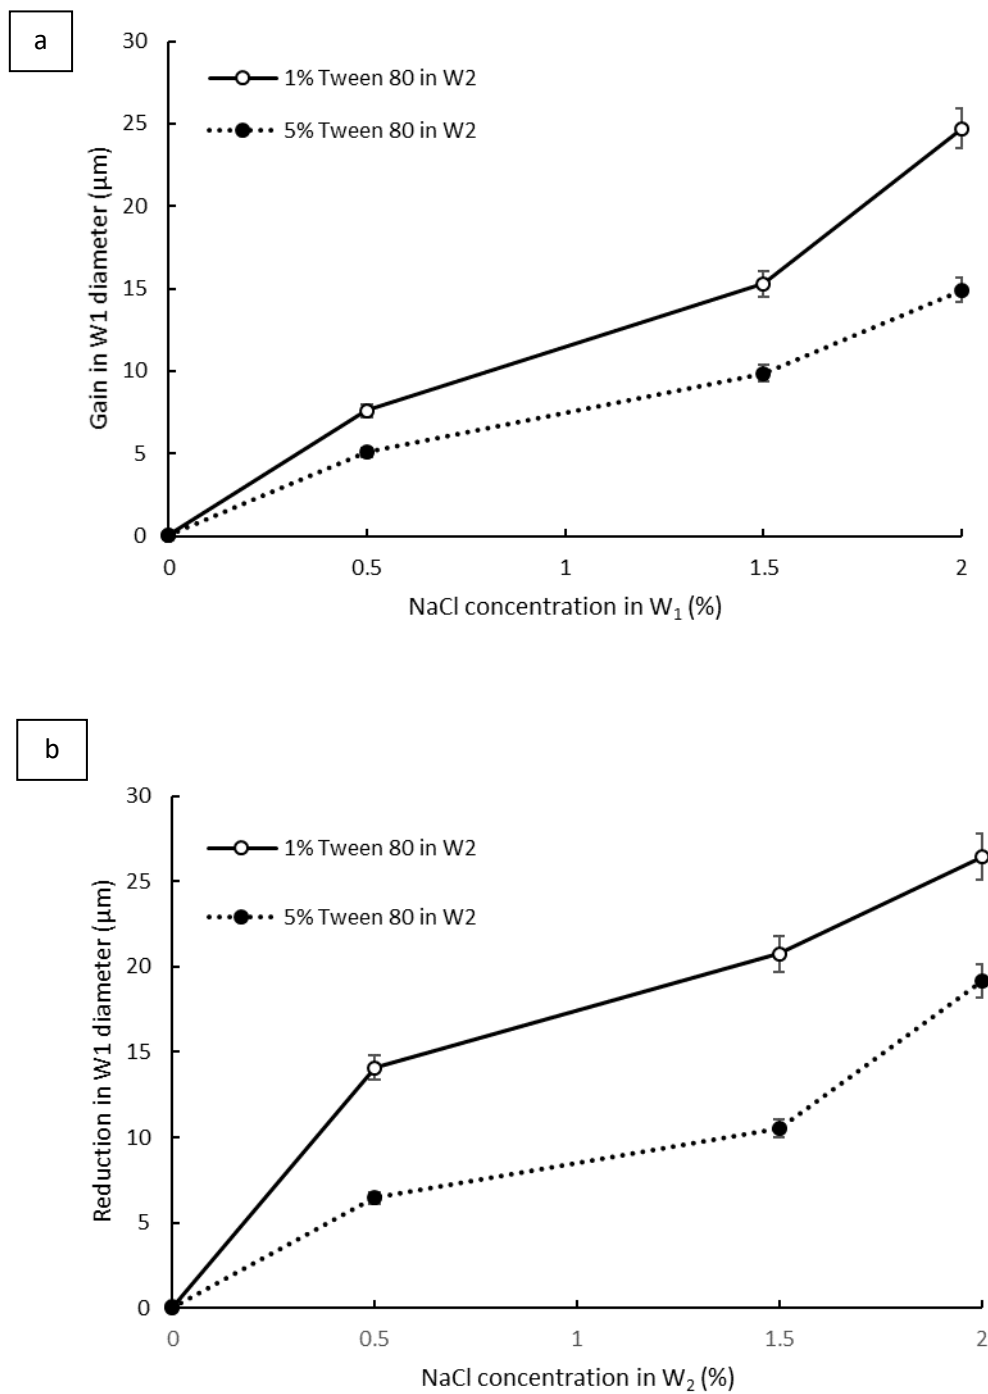 a
30
25
20
15
10
5
0
Gain in W1 diameter (µm)
1% Tween 80 in W2
5% Tween 80 in W2
0 0.5 1 1.5 2
NaCl concentration in W₁ (%)
b
30
25
20
15
10
5
0
Reduction in W1 diameter (µm)
1% Tween 80 in W2
5% Tween 80 in W2
0 0.5 1 1.5 2
NaCl concentration in W₂ (%)